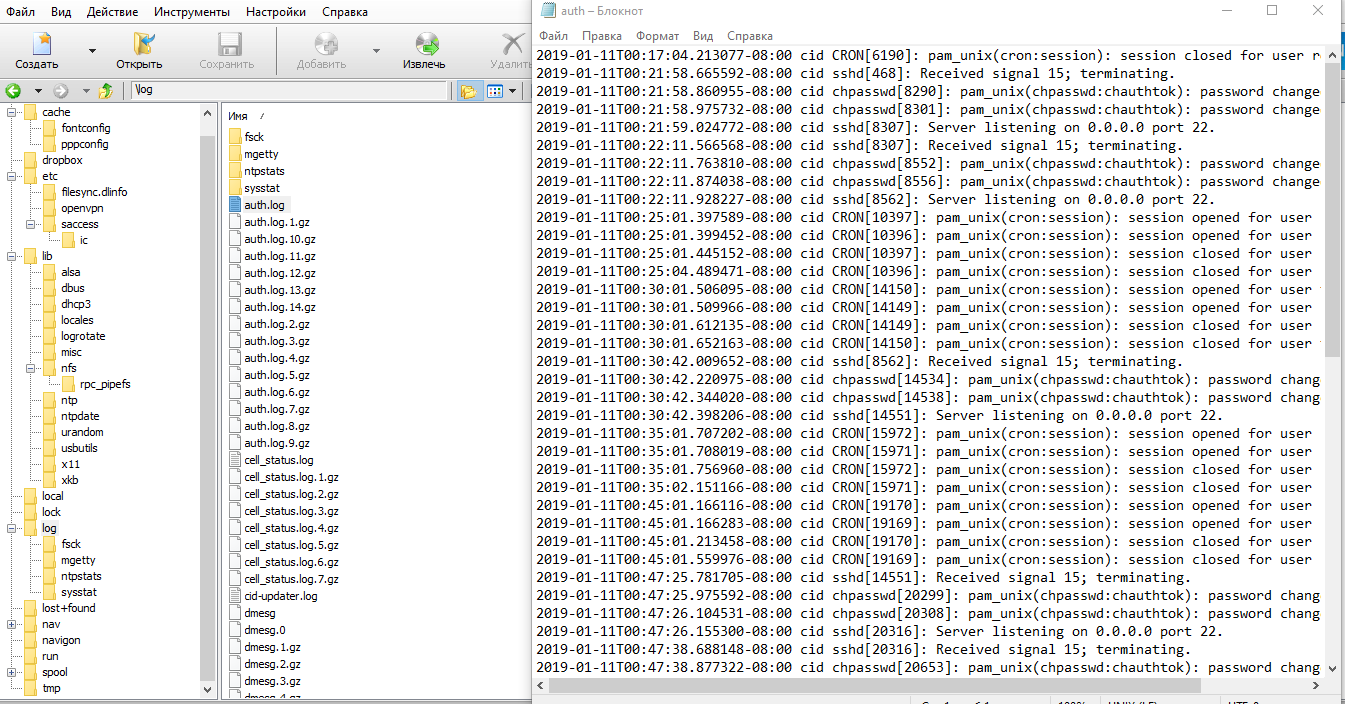 Файл Вид Действие Инструменты Настройки Справка
Создать Открыть Сохранить Добавить Извлечь
\log
cache
fontconfig
pppconfig
dropbox
etc
filesync.dlinfo
openvpn
saccess
ic
lib
alsa
dbus
dhcp3
locales
logrotate
misc
nfs
rpc_pipefs
ntp
ntpdate
urandom
usbutils
x11
xkb
local
lock
log
fsck
mgetty
ntpstats
sysstat
lost+found
nav
navigon
run
spool
tmp
Имя /
fsck
mgetty
ntpstats
sysstat
auth.log
auth.log.1.gz
auth.log.10.gz
auth.log.11.gz
auth.log.12.gz
auth.log.13.gz
auth.log.14.gz
auth.log.2.gz
auth.log.3.gz
auth.log.4.gz
auth.log.5.gz
auth.log.6.gz
auth.log.7.gz
auth.log.8.gz
auth.log.9.gz
cell_status.log
cell_status.log.1.gz
cell_status.log.2.gz
cell_status.log.3.gz
cell_status.log.4.gz
cell_status.log.5.gz
cell_status.log.6.gz
cell_status.log.7.gz
cid-updater.log
dmesg
dmesg.0
dmesg.1.gz
dmesg.2.gz
dmesg.3.gz
dmesg.4.gz
auth – Блокнот
Файл Правка Формат Вид Справка
2019-01-11T00:17:04.213077-08:00 cid CRON[6190]: pam_unix(cron:session): session closed for user
2019-01-11T00:21:58.665592-08:00 cid sshd[468]: Received signal 15; terminating.
2019-01-11T00:21:58.860955-08:00 cid chpasswd[8290]: pam_unix(chpasswd:chauthtok): password change
2019-01-11T00:21:58.975732-08:00 cid chpasswd[8301]: pam_unix(chpasswd:chauthtok): password change
2019-01-11T00:21:59.024772-08:00 cid sshd[8307]: Server listening on 0.0.0.0 port 22.
2019-01-11T00:22:11.566568-08:00 cid sshd[8307]: Received signal 15; terminating.
2019-01-11T00:22:11.763810-08:00 cid chpasswd[8552]: pam_unix(chpasswd:chauthtok): password change
2019-01-11T00:22:11.874038-08:00 cid chpasswd[8556]: pam_unix(chpasswd:chauthtok): password change
2019-01-11T00:22:11.928227-08:00 cid sshd[8562]: Server listening on 0.0.0.0 port 22.
2019-01-11T00:25:01.397589-08:00 cid CRON[10397]: pam_unix(cron:session): session opened for user
2019-01-11T00:25:01.399452-08:00 cid CRON[10396]: pam_unix(cron:session): session opened for user
2019-01-11T00:25:01.445152-08:00 cid CRON[10397]: pam_unix(cron:session): session closed for user
2019-01-11T00:25:04.489471-08:00 cid CRON[10396]: pam_unix(cron:session): session closed for user
2019-01-11T00:30:01.506095-08:00 cid CRON[14150]: pam_unix(cron:session): session opened for user
2019-01-11T00:30:01.509966-08:00 cid CRON[14149]: pam_unix(cron:session): session opened for user
2019-01-11T00:30:01.612135-08:00 cid CRON[14149]: pam_unix(cron:session): session closed for user
2019-01-11T00:30:01.652163-08:00 cid CRON[14150]: pam_unix(cron:session): session closed for user
2019-01-11T00:30:42.009652-08:00 cid sshd[8562]: Received signal 15; terminating.
2019-01-11T00:30:42.220975-08:00 cid chpasswd[14534]: pam_unix(chpasswd:chauthtok): password chang
2019-01-11T00:30:42.344020-08:00 cid chpasswd[14538]: pam_unix(chpasswd:chauthtok): password chang
2019-01-11T00:30:42.398206-08:00 cid sshd[14551]: Server listening on 0.0.0.0 port 22.
2019-01-11T00:35:01.707202-08:00 cid CRON[15972]: pam_unix(cron:session): session opened for user
2019-01-11T00:35:01.708019-08:00 cid CRON[15971]: pam_unix(cron:session): session opened for user
2019-01-11T00:35:01.756960-08:00 cid CRON[15972]: pam_unix(cron:session): session closed for user
2019-01-11T00:35:02.151166-08:00 cid CRON[15971]: pam_unix(cron:session): session closed for user
2019-01-11T00:45:01.166116-08:00 cid CRON[19170]: pam_unix(cron:session): session opened for user
2019-01-11T00:45:01.166283-08:00 cid CRON[19169]: pam_unix(cron:session): session opened for user
2019-01-11T00:45:01.213458-08:00 cid CRON[19170]: pam_unix(cron:session): session closed for user
2019-01-11T00:45:01.559976-08:00 cid CRON[19169]: pam_unix(cron:session): session closed for user
2019-01-11T00:47:25.781705-08:00 cid sshd[14551]: Received signal 15; terminating.
2019-01-11T00:47:25.975592-08:00 cid chpasswd[20299]: pam_unix(chpasswd:chauthtok): password chang
2019-01-11T00:47:26.104531-08:00 cid chpasswd[20308]: pam_unix(chpasswd:chauthtok): password chang
2019-01-11T00:47:26.155300-08:00 cid sshd[20316]: Server listening on 0.0.0.0 port 22.
2019-01-11T00:47:38.688148-08:00 cid sshd[20316]: Received signal 15; terminating.
2019-01-11T00:47:38.877322-08:00 cid chpasswd[20653]: pam_unix(chpasswd:chauthtok): password chang